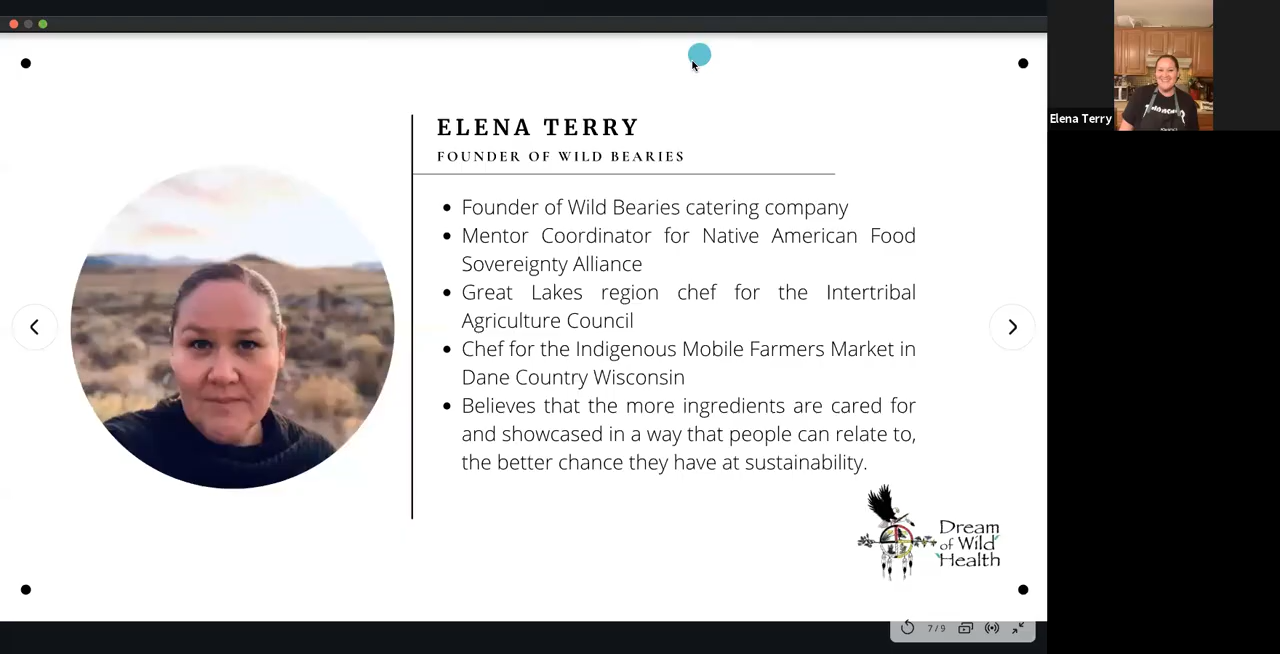 ELENA TERRY
FOUNDER OF WILD BEARIES
• Founder of Wild Bearies catering company
• Mentor Coordinator for Native American Food
Sovereignty Alliance
• Great Lakes region chef for the Intertribal
Agriculture Council
• Chef for the Indigenous Mobile Farmers Market in
Dane Country Wisconsin
• Believes that the more ingredients are cared for
and showcased in a way that people can relate to,
the better chance they have at sustainability.
Dream
of Wild
Health
7/9
Elena Terry